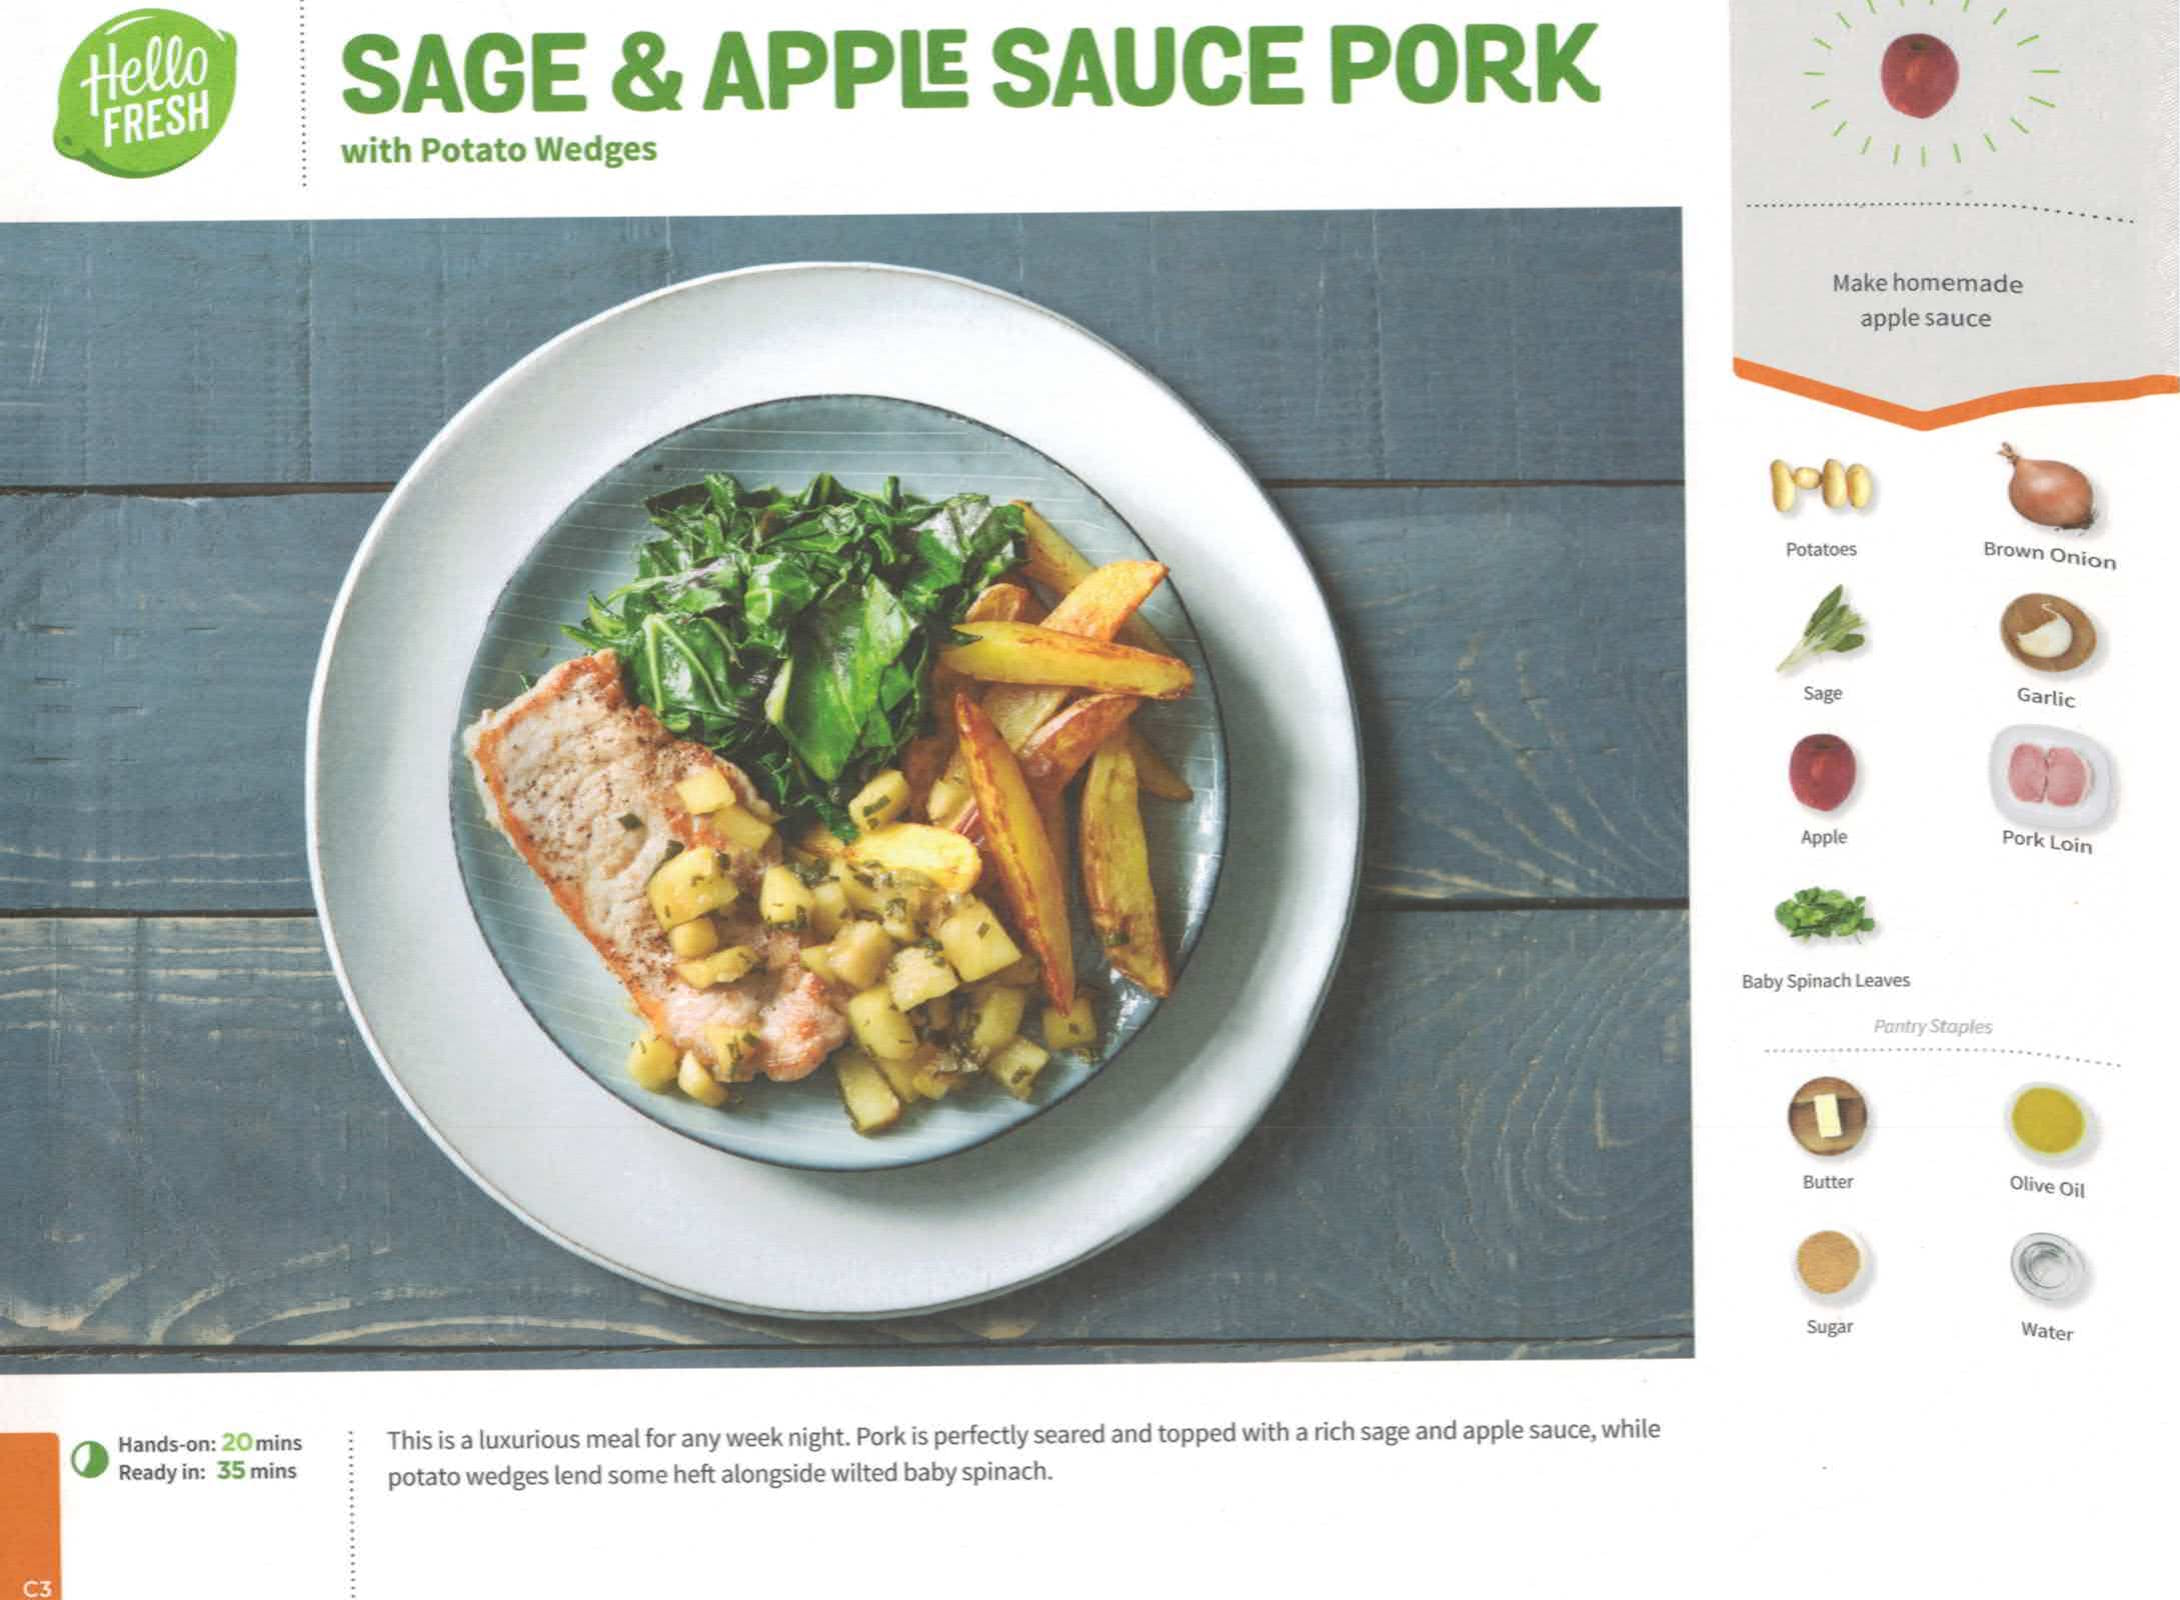 Hello
FRESH
SAGE & APPLE SAUCE PORK
with Potato Wedges
Make homemade
apple sauce
Potatoes
Brown Onion
Sage
Garlic
Apple
Pork Loin
Baby Spinach Leaves
Pantry Staples
Butter
Olive Oil
Sugar
Water
Hands-on: 20 mins
Ready in: 35 mins
This is a luxurious meal for any week night. Pork is perfectly seared and topped with a rich sage and apple sauce, while
potato wedges lend some heft alongside wilted baby spinach.
C3